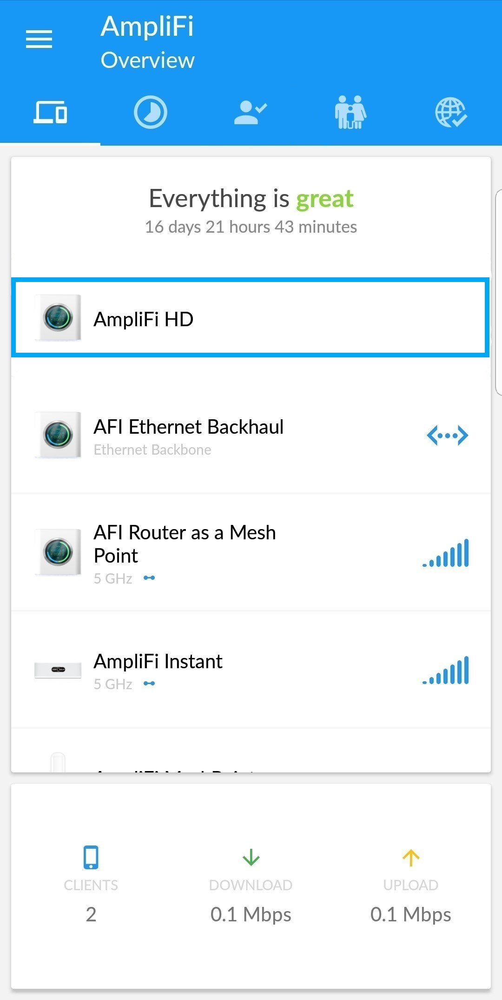 AmpliFi
Overview
Everything is great
16 days 21 hours 43 minutes
AmpliFi HD
AFI Ethernet Backhaul
Ethernet Backbone
AFI Router as a Mesh
Point
5 GHz
AmpliFi Instant
5 GHz
CLIENTS
DOWNLOAD
UPLOAD
2
0.1 Mbps
0.1 Mbps